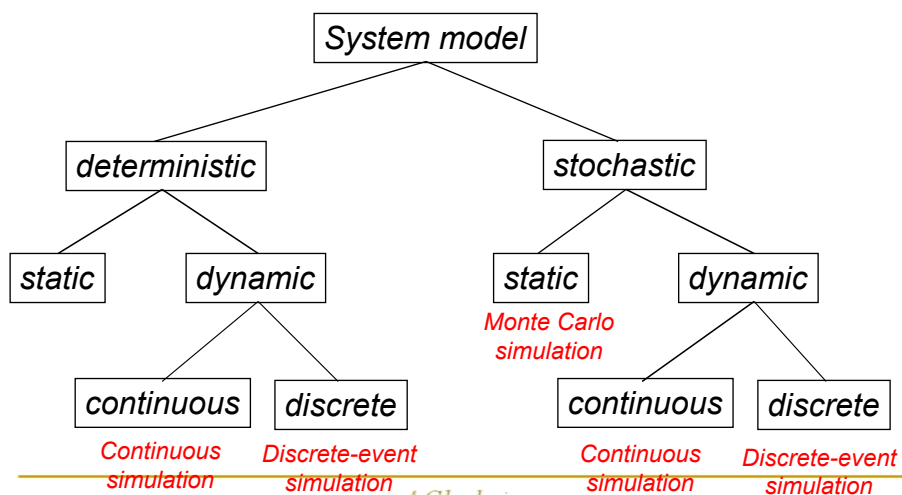 System model
deterministic
stochastic
static
dynamic
static
dynamic
Monte Carlo
simulation
continuous
discrete
continuous
discrete
Continuous
simulation
Discrete-event
simulation
Continuous
simulation
Discrete-event
simulation